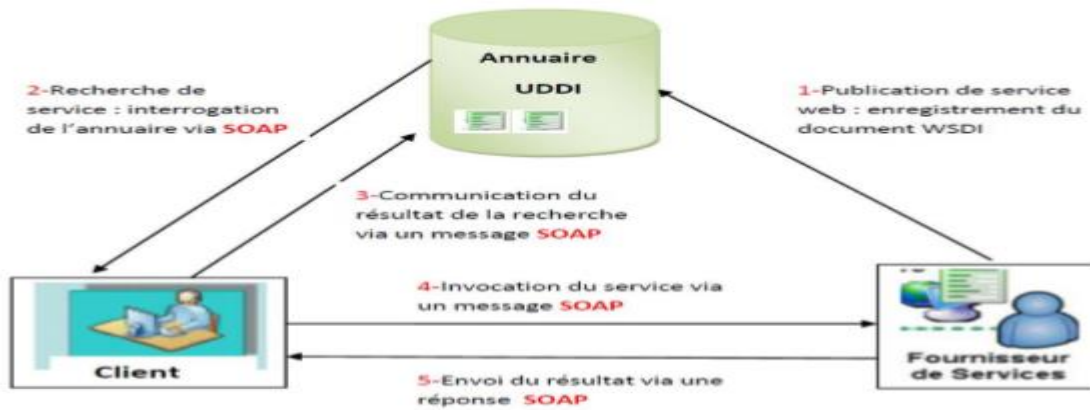 Annuaire
UDDI
2-Recherche de
service : interrogation
de l'annuaire via SOAP
1-Publication de service
web : enregistrement du
document WSDI
3-Communication du
résultat de la recherche
via un message SOAP
4-Invocation du service via
un message SOAP
Client
Fournisseur
de Services
5-Envoi du résultat via une
réponse SOAP